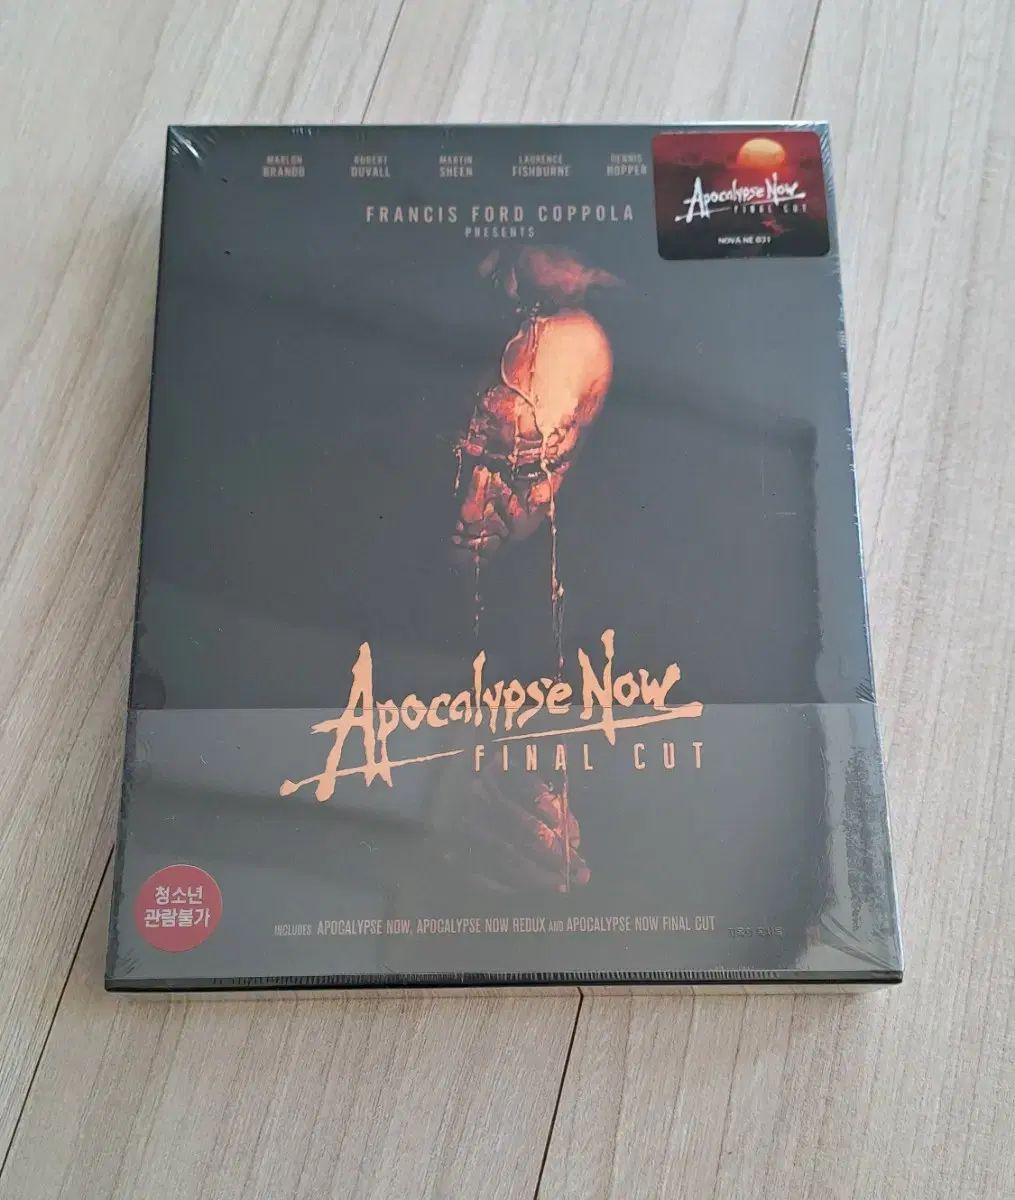 MARLON BRANDO
ROBERT DUVALL
MARTIN SHEEN
LAURENCE FISHBURNE
DENNIS HOPPER
FRANCIS FORD COPPOLA
PRESENTS
Apocalypse Now
FINAL CUT
NOVA NE 031
Apocalypse Now
FINAL CUT
청소년
관람불가
INCLUDES APOCALYPSE NOW, APOCALYPSE NOW REDUX AND APOCALYPSE NOW FINAL CUT